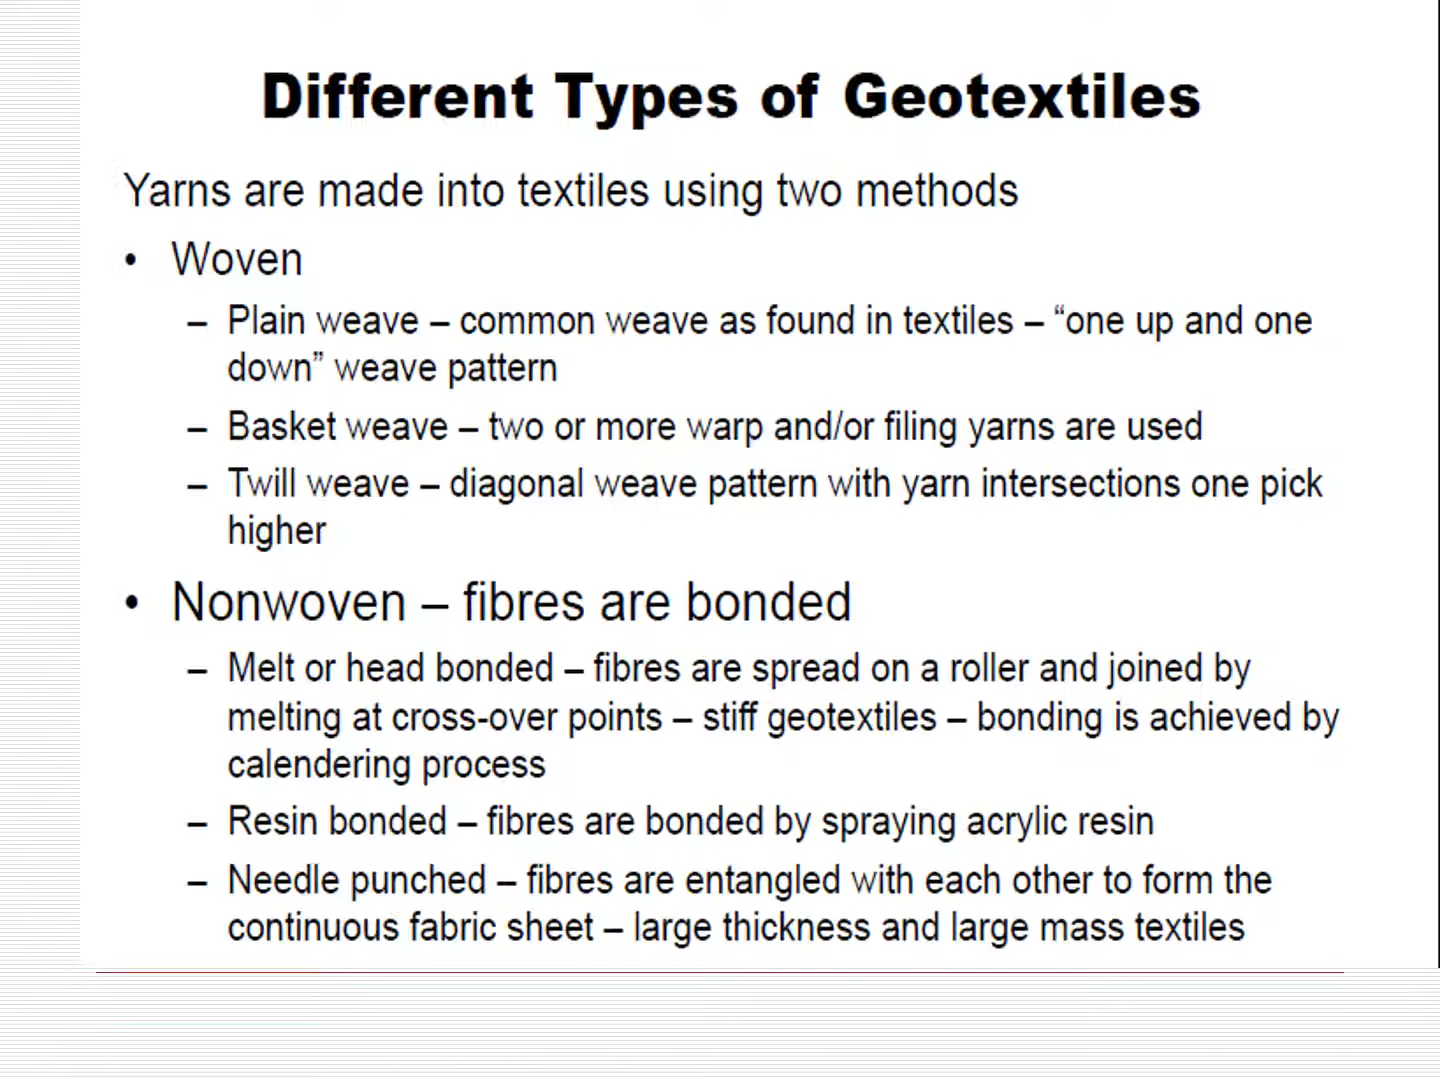 Different Types of Geotextiles
Yarns are made into textiles using two methods
• Woven
– Plain weave – common weave as found in textiles – “one up and one
down” weave pattern
– Basket weave – two or more warp and/or filing yarns are used
– Twill weave – diagonal weave pattern with yarn intersections one pick
higher
• Nonwoven – fibres are bonded
– Melt or head bonded – fibres are spread on a roller and joined by
melting at cross-over points – stiff geotextiles – bonding is achieved by
calendering process
– Resin bonded – fibres are bonded by spraying acrylic resin
– Needle punched – fibres are entangled with each other to form the
continuous fabric sheet – large thickness and large mass textiles